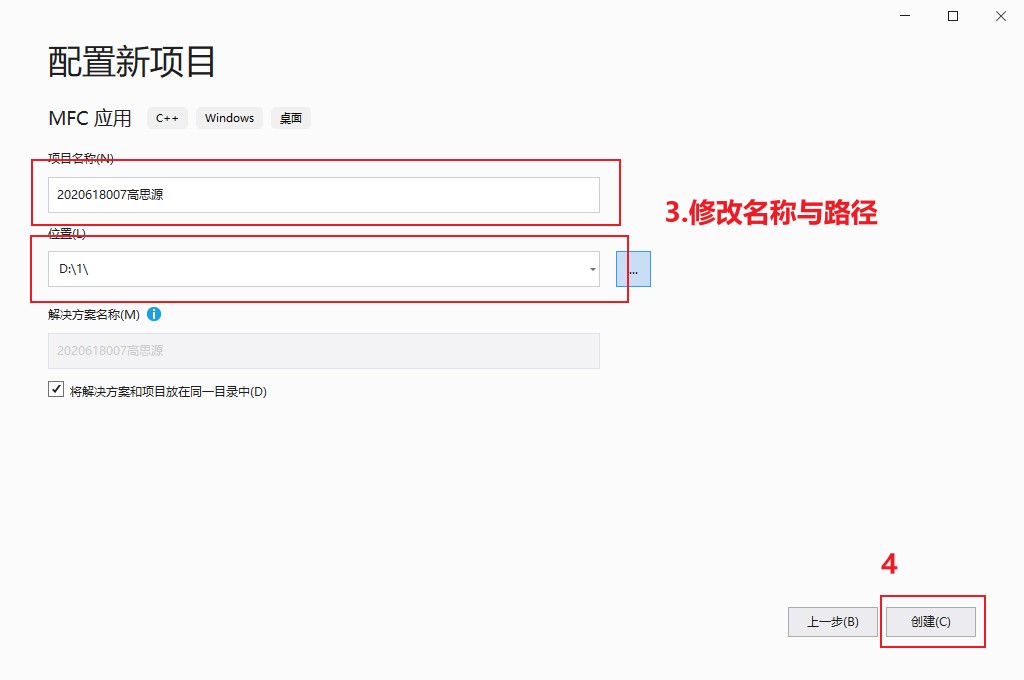 配置新项目
MFC 应用 C++ Windows 桌面
项目名称(N)
2020618007高思源
3.修改名称与路径
位置(L)
D:\1\
...
解决方案名称(M)
2020618007高思源
将解决方案和项目放在同一目录中(D)
4
上一步(B) 创建(C)